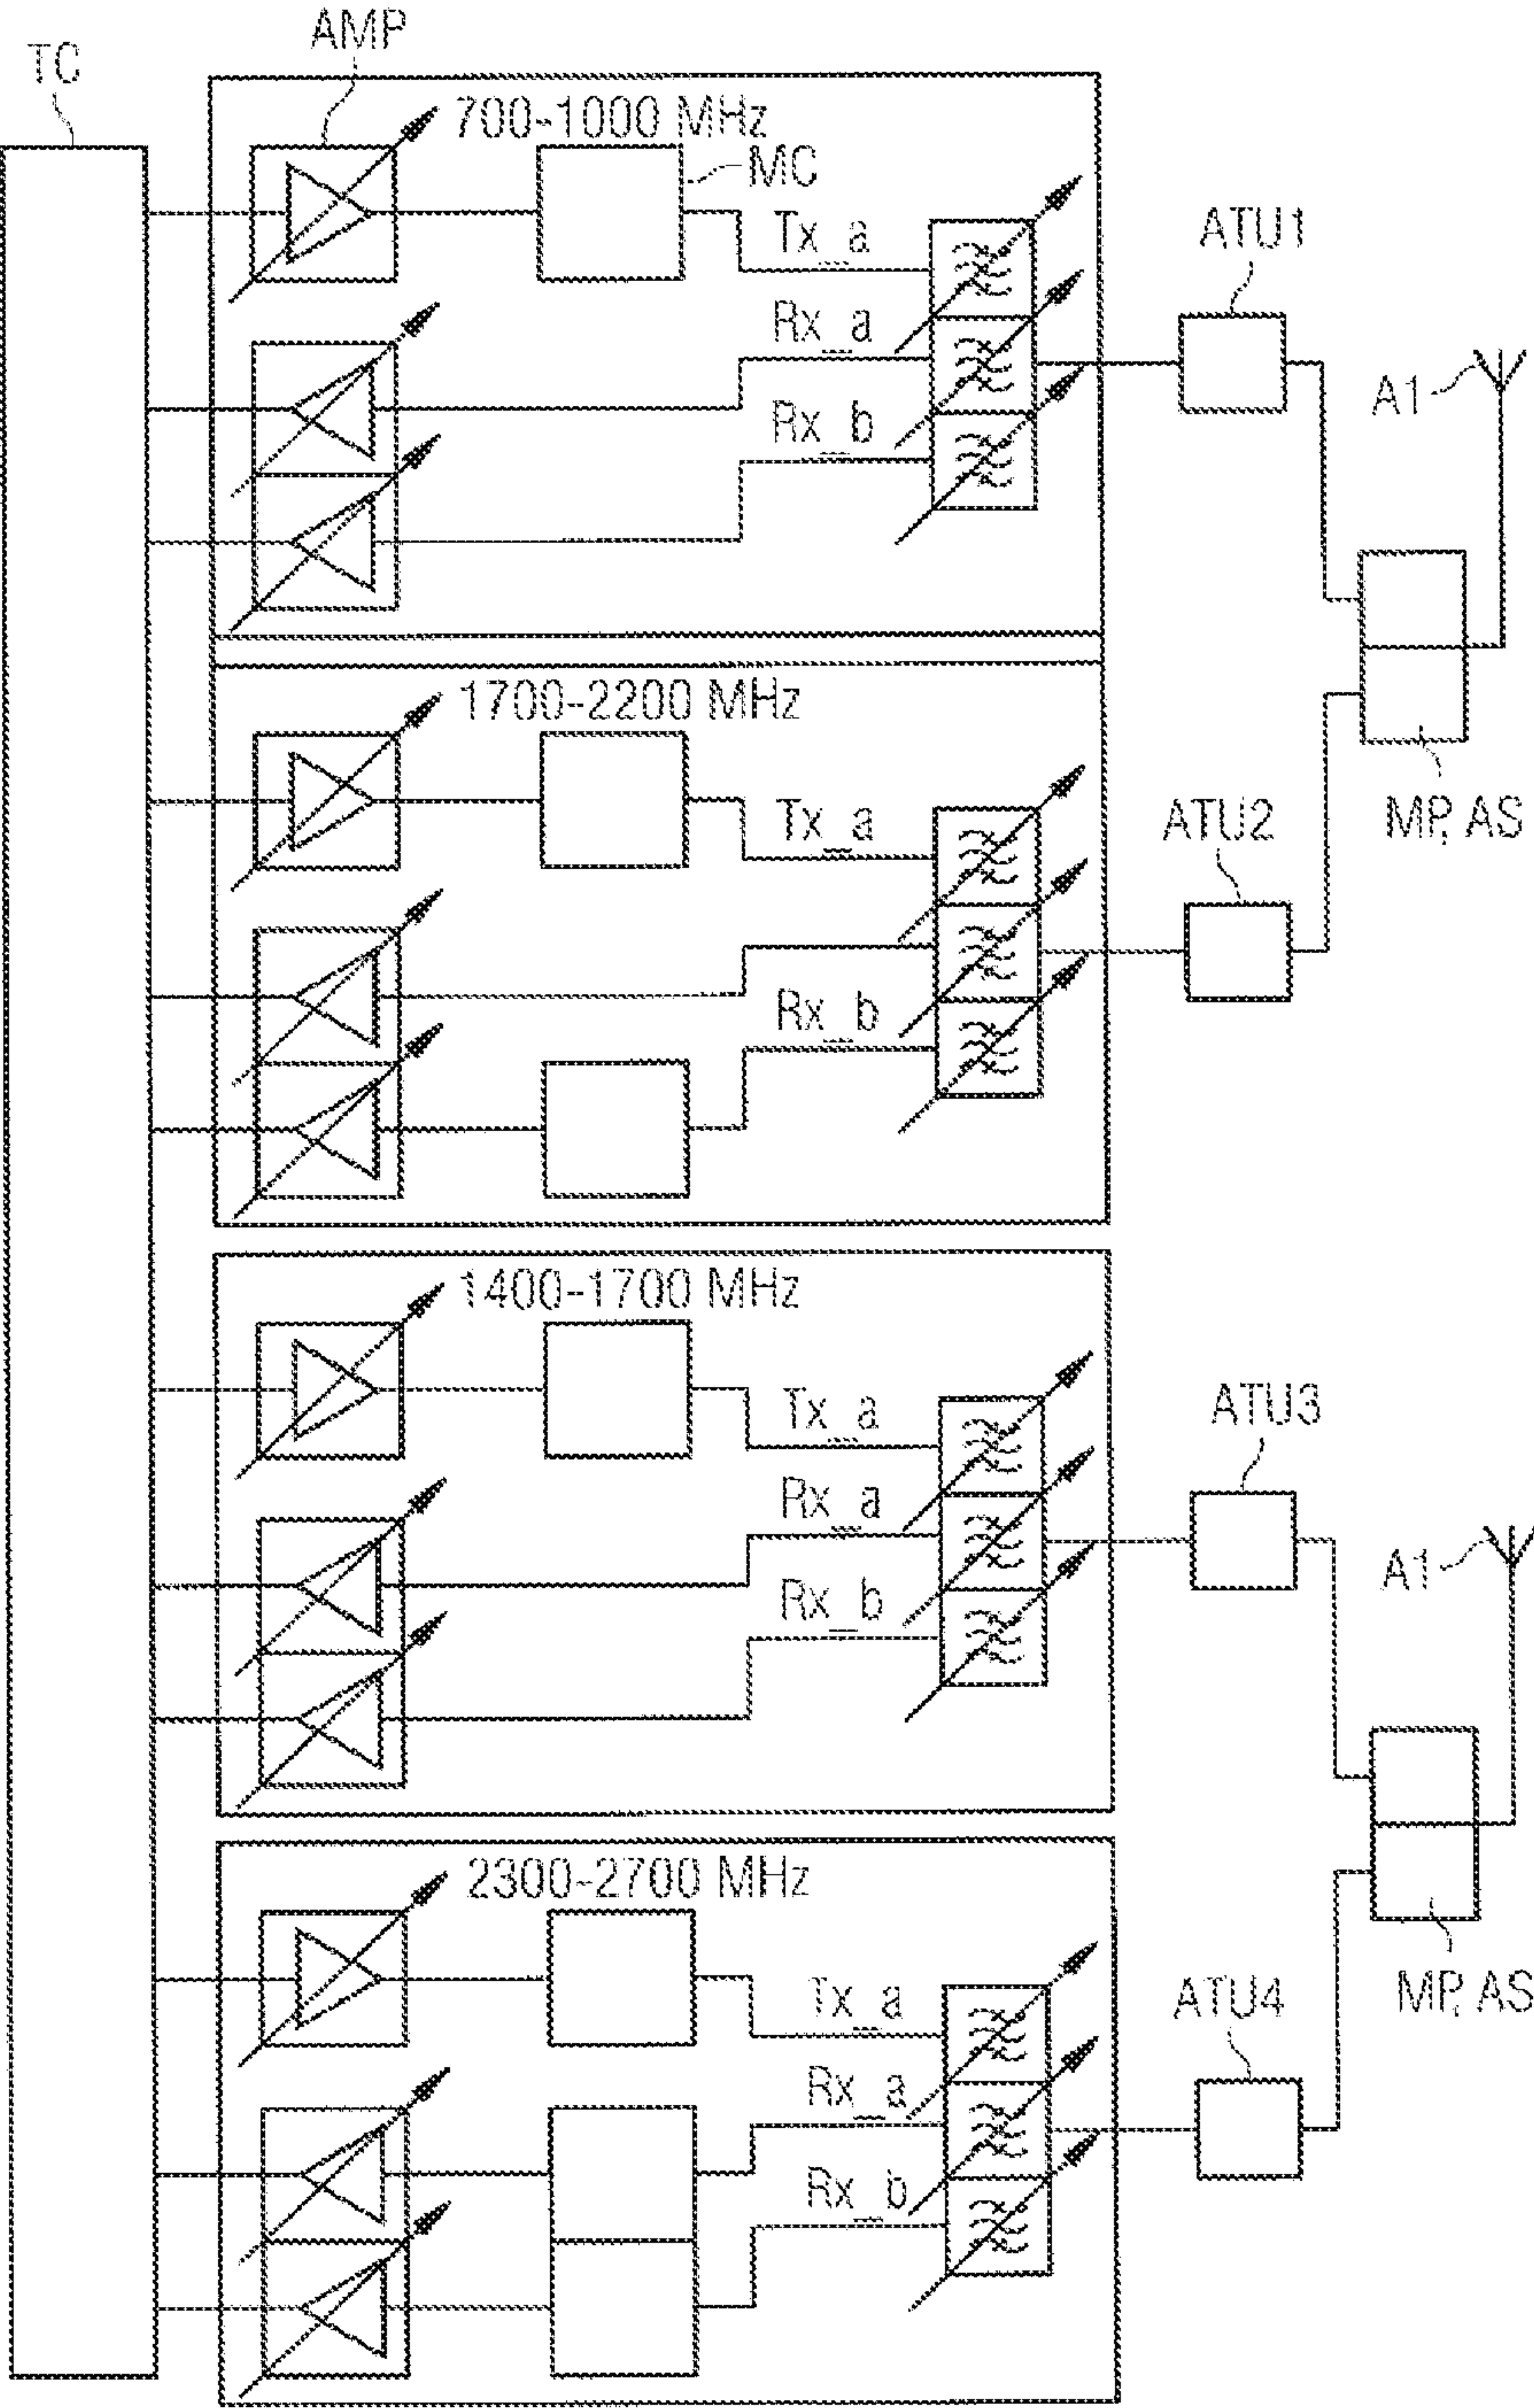 AMP
TC
700-1000 MHz
MC
Tx_a
ATU1
Rx_a
A1
Rx_b
1700-2200 MHz
Tx_a
ATU2
MP, AS
Rx_b
1400-1700 MHz
Tx_a
ATU3
Rx_a
A1
Rx_b
2300-2700 MHz
Tx_a
ATU4
MP, AS
Rx_a
Rx_b